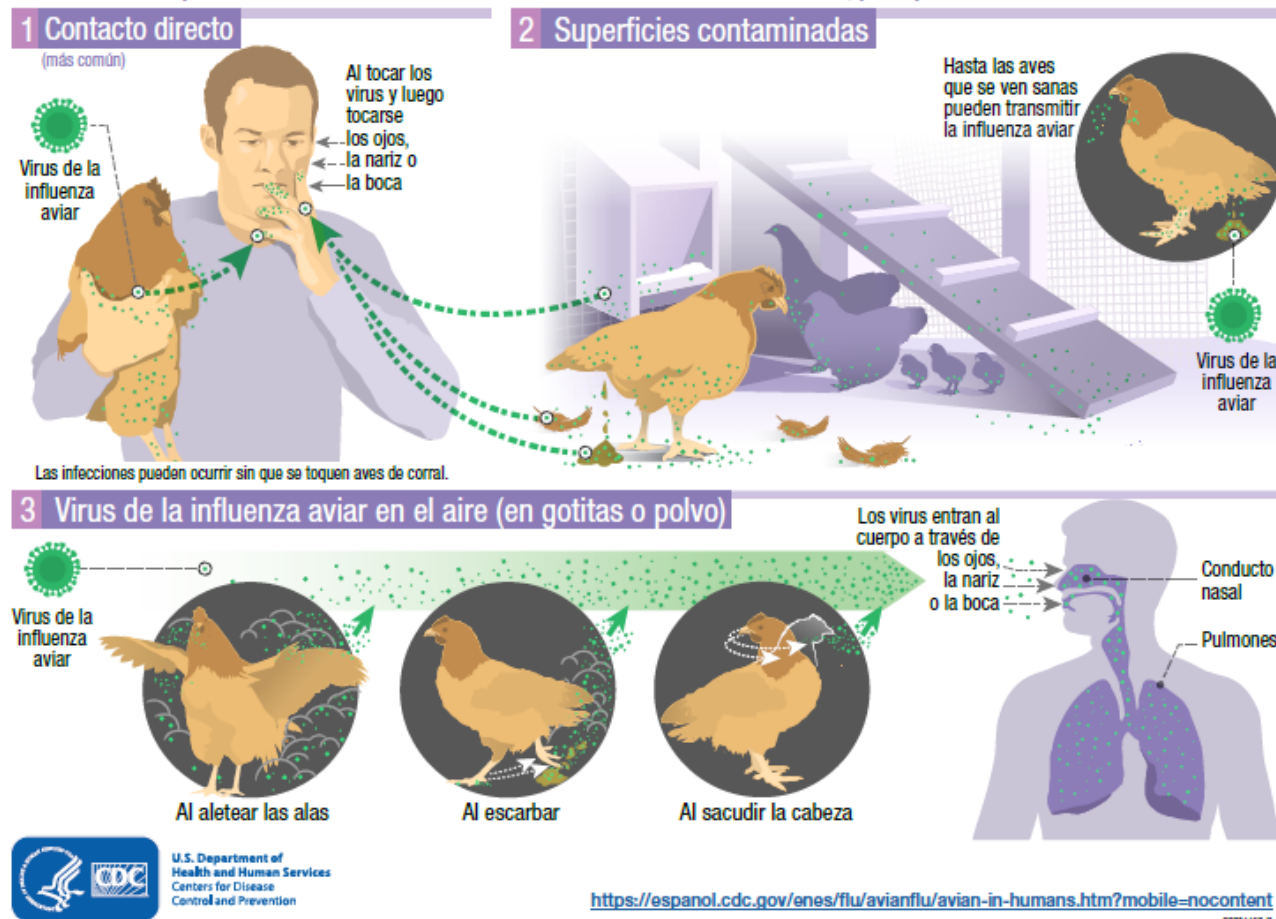 1 Contacto directo
(más común)
Virus de la
influenza
aviar
Al tocar los
virus y luego
tocarse
los ojos,
la nariz o
la boca
Las infecciones pueden ocurrir sin que se toquen aves de corral.
2 Superficies contaminadas
Hasta las aves
que se ven sanas
pueden transmitir
la influenza aviar
Virus de la
influenza
aviar
3 Virus de la influenza aviar en el aire (en gotitas o polvo)
Virus de la
influenza
aviar
Al aletear las alas
Al escarbar
Al sacudir la cabeza
Los virus entran al
cuerpo a través de
los ojos,
la nariz
o la boca
Conducto
nasal
Pulmones
CDC
U.S. Department of
Health and Human Services
Centers for Disease
Control and Prevention
https://espanol.cdc.gov/enes/flu/avianflu/avian-in-humans.htm?mobile=nocontent